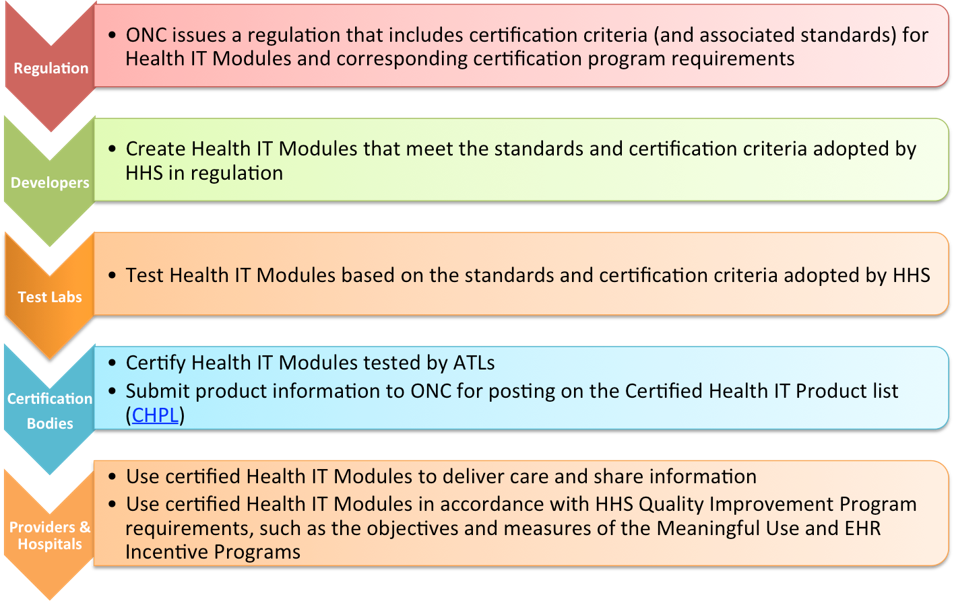 Regulation
• ONC issues a regulation that includes certification criteria (and associated standards) for
Health IT Modules and corresponding certification program requirements
Developers
• Create Health IT Modules that meet the standards and certification criteria adopted by
HHS in regulation
Test Labs
• Test Health IT Modules based on the standards and certification criteria adopted by HHS
Certification
Bodies
• Certify Health IT Modules tested by ATLs
• Submit product information to ONC for posting on the Certified Health IT Product list
(CHPL)
Providers &
Hospitals
• Use certified Health IT Modules to deliver care and share information
• Use certified Health IT Modules in accordance with HHS Quality Improvement Program
requirements, such as the objectives and measures of the Meaningful Use and EHR
Incentive Programs